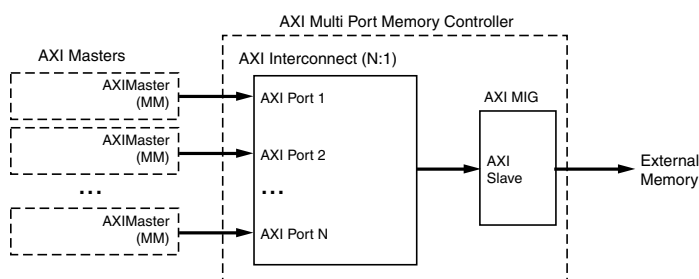 AXI Multi Port Memory Controller
AXI Masters
AXI Interconnect (N:1)
AXIMaster
(MM)
AXI Port 1
AXI MIG
AXIMaster
(MM)
AXI Port 2
AXI
Slave
External
Memory
...
...
AXIMaster
(MM)
AXI Port N